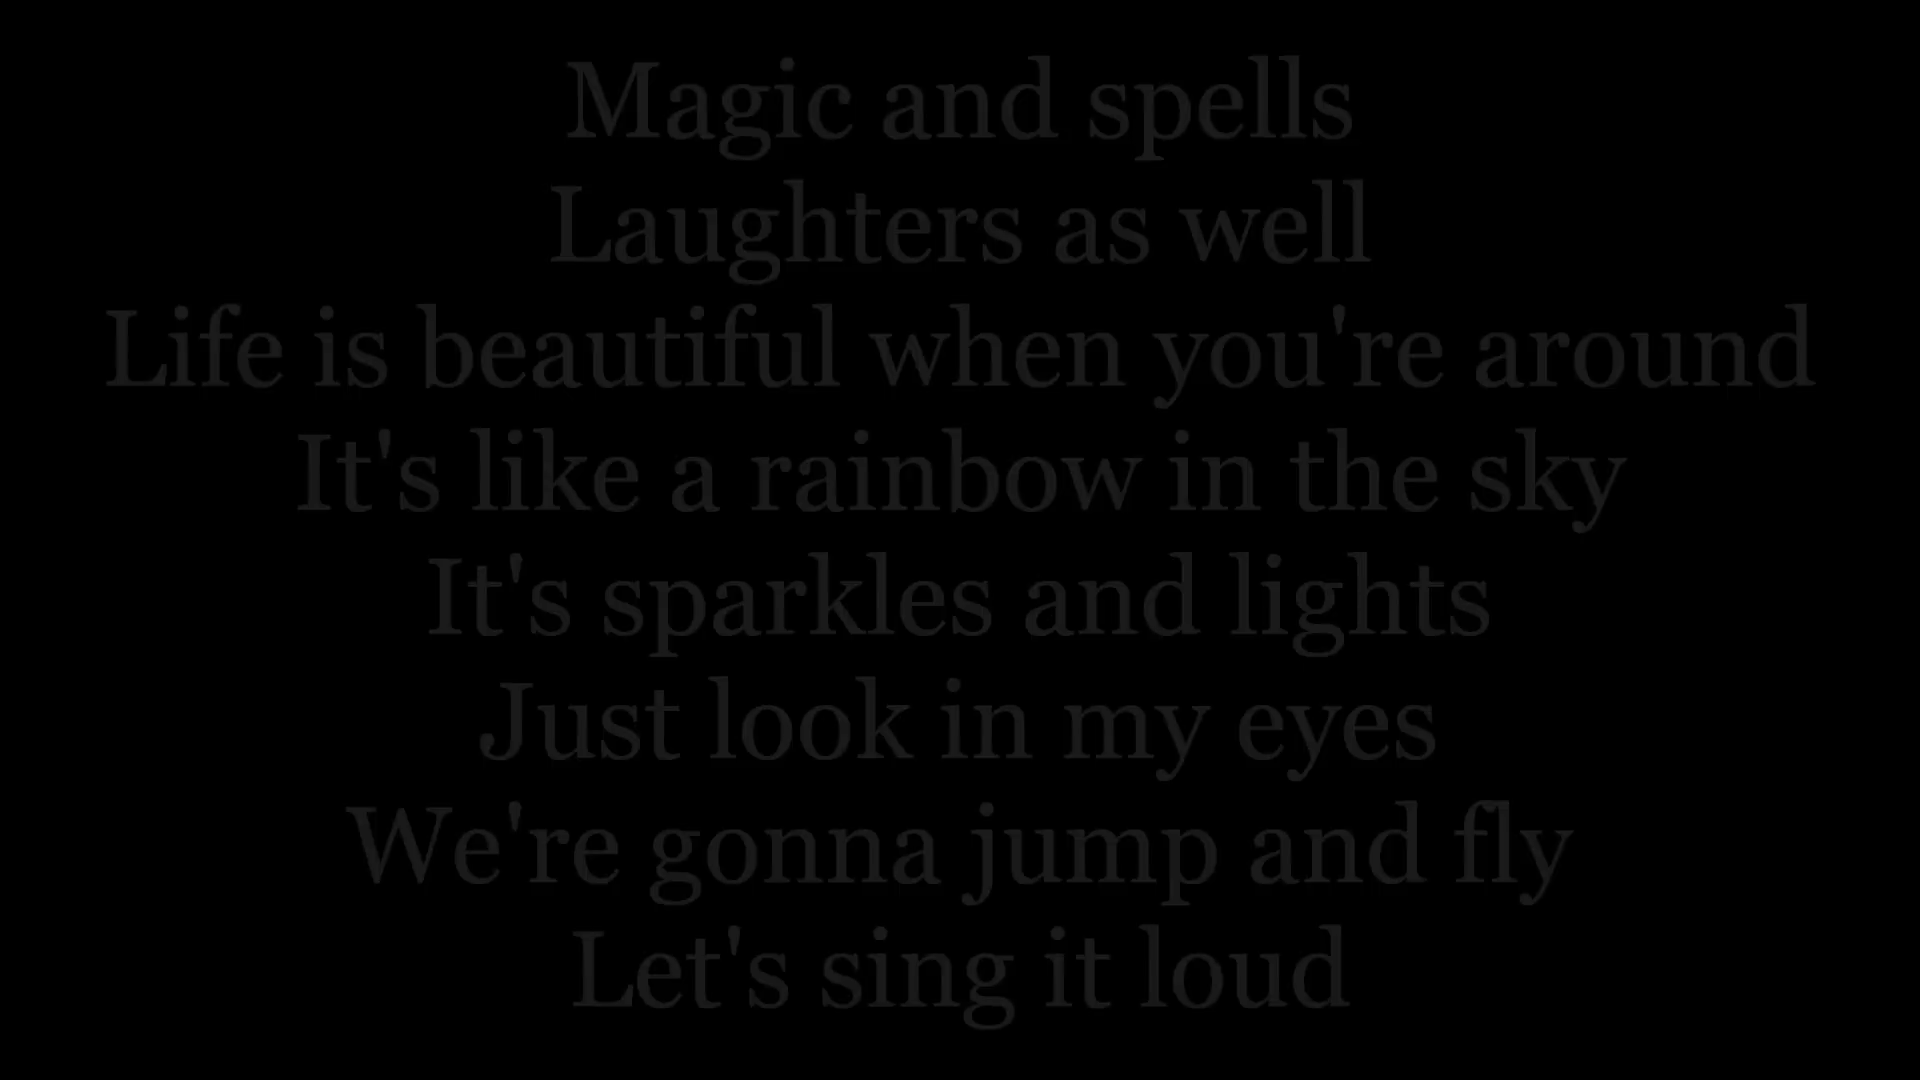 Magic and spells
Laughters as well
Life is beautiful when you're around
It's like a rainbow in the sky
It's sparkles and lights
Just look in my eyes
We're gonna jump and fly
Let's sing it loud